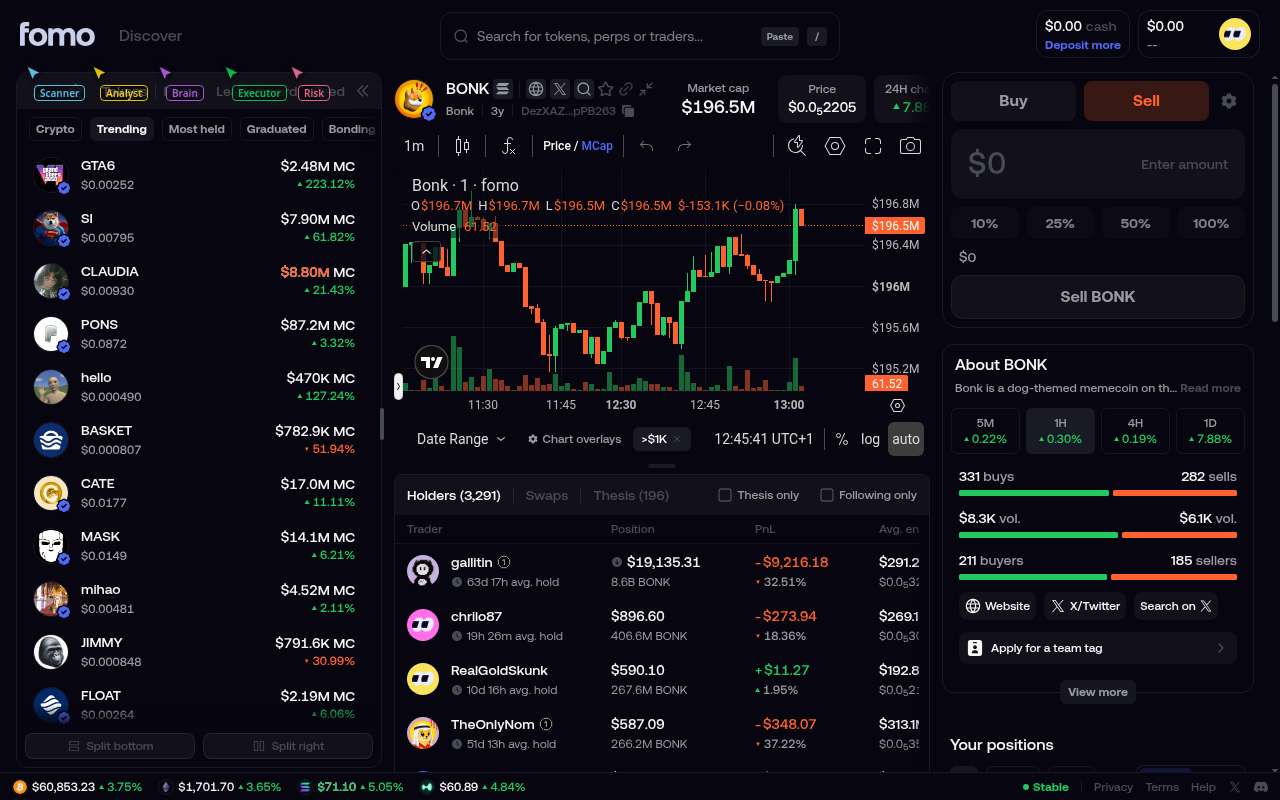 fomo
Discover
Search for tokens, perps or traders...
Paste
/
$0.00 cash
Deposit more
$0.00
--
Scanner
Analyst
Brain
Executor
Risk
Crypto
Trending
Most held
Graduated
Bonding
GTA6
$0.00252
$2.48M MC
223.12%
SI
$0.00795
$7.90M MC
61.82%
CLAUDIA
$0.00930
$8.80M MC
21.43%
PONS
$0.0872
$87.2M MC
3.32%
hello
$0.000490
$470K MC
127.24%
BASKET
$0.000807
$782.9K MC
51.94%
CATE
$0.0177
$17.0M MC
11.11%
MASK
$0.0149
$14.1M MC
6.21%
mihao
$0.00481
$4.52M MC
2.11%
JIMMY
$0.000848
$791.6K MC
30.99%
FLOAT
$0.00264
$2.19M MC
6.06%
Split bottom
Split right
BONK
Bonk
3y
DezXAZ...pPB263
Market cap
$196.5M
Price
$0.0₅2205
24H
7.88
1m
Price / MCap
Bonk · 1 · fomo
O$196.7M H$196.7M L$196.5M C$196.5M $-153.1K (−0.08%)
Volume 61.52
$196.8M
$196.5M
$196.4M
$196M
$195.6M
$195.2M
61.52
11:30
11:45
12:30
12:45
13:00
Date Range
Chart overlays
>$1K ×
12:45:41 UTC+1
%
log
auto
Holders (3,291)
Swaps
Thesis (196)
Thesis only
Following only
Trader
Position
PnL
Avg. en
gallitin 1
63d 17h avg. hold
$19,135.31
8.6B BONK
-$9,216.18
32.51%
$291.2
chrilo87
19h 26m avg. hold
$896.60
406.6M BONK
-$273.94
18.36%
$269.1
RealGoldSkunk
10d 16h avg. hold
$590.10
267.6M BONK
+$11.27
1.95%
$192.8
TheOnlyNom 1
51d 13h avg. hold
$587.09
266.2M BONK
-$348.07
37.22%
$313.1
Buy
Sell
$0
Enter amount
10%
25%
50%
100%
$0
Sell BONK
About BONK
Bonk is a dog-themed memecoin on th... Read more
5M
0.22%
1H
0.30%
4H
0.19%
1D
7.88%
331 buys
282 sells
$8.3K vol.
$6.1K vol.
211 buyers
185 sellers
Website
X/Twitter
Search on X
Apply for a team tag
View more
Your positions
$60,853.23 3.75%
$1,701.70 3.65%
$71.10 5.05%
$60.89 4.84%
Stable
Privacy
Terms
Help